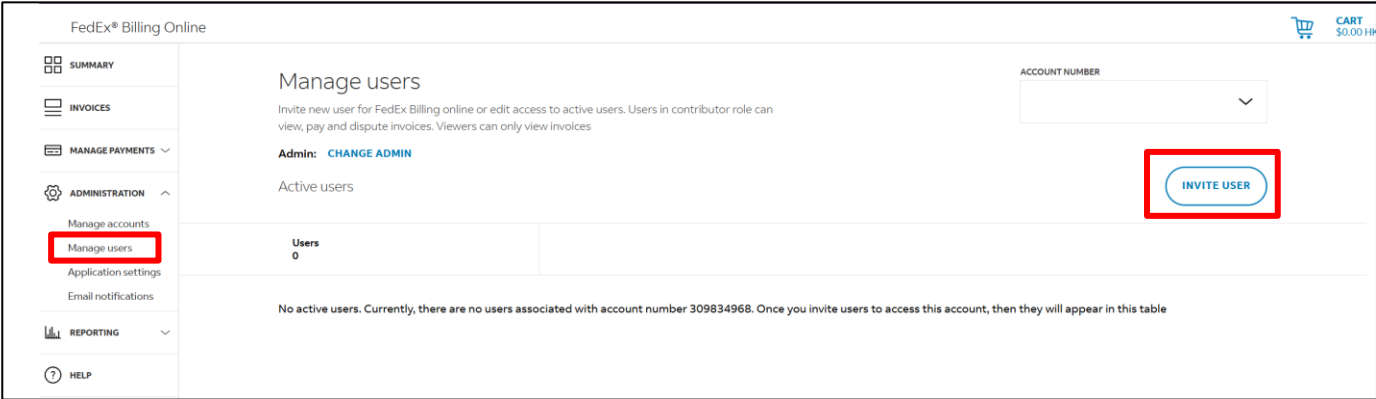 FedEx® Billing Online
CART
$0.00 HK
SUMMARY
INVOICES
MANAGE PAYMENTS
ADMINISTRATION
Manage accounts
Manage users
Application settings
Email notifications
REPORTING
HELP
Manage users
Invite new user for FedEx Billing online or edit access to active users. Users in contributor role can
view, pay and dispute invoices. Viewers can only view invoices
ACCOUNT NUMBER
Admin: CHANGE ADMIN
Active users
INVITE USER
Users
0
No active users. Currently, there are no users associated with account number 309834968. Once you invite users to access this account, then they will appear in this table